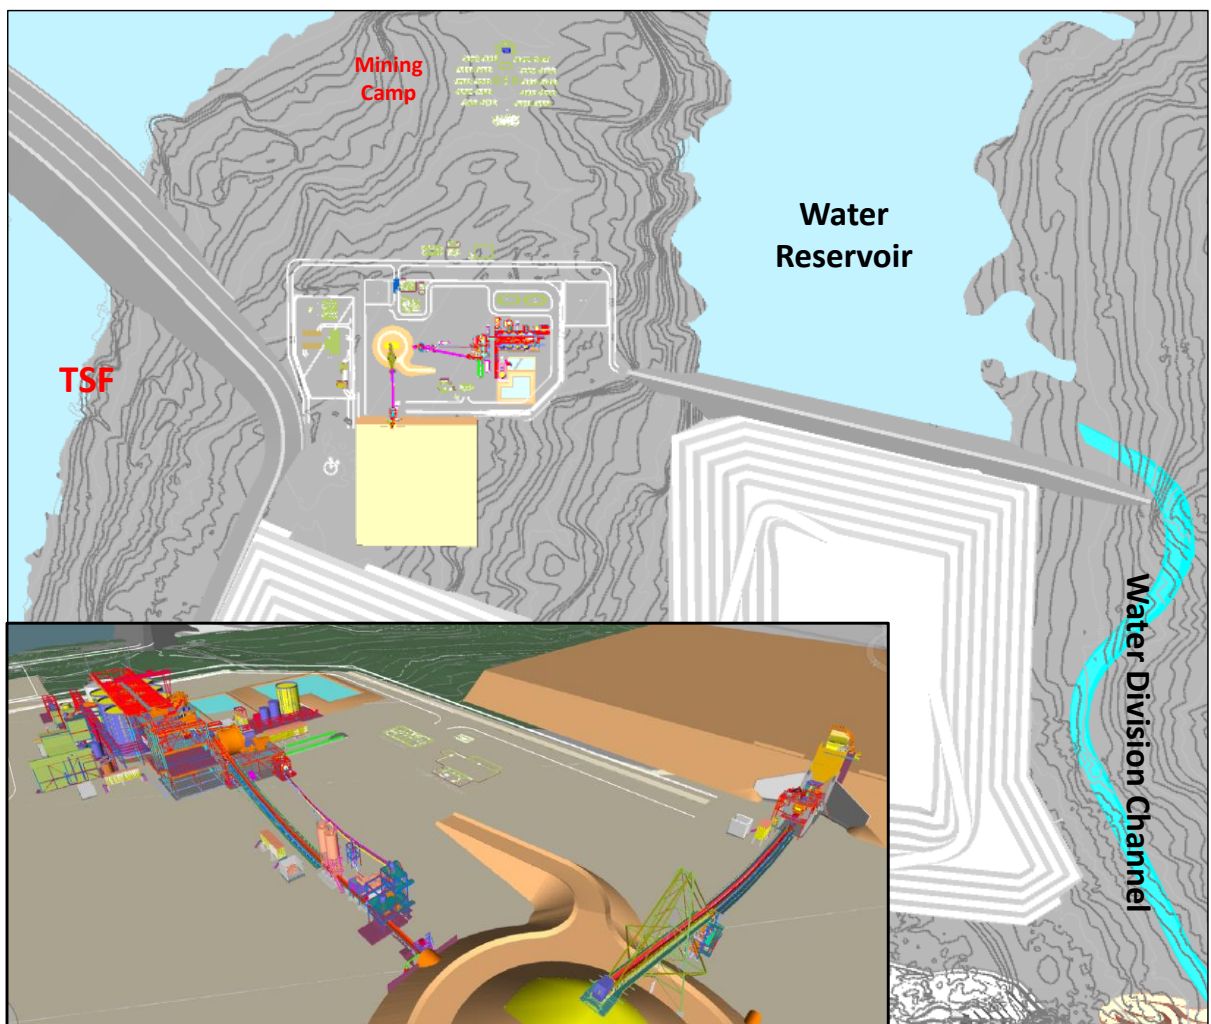 Mining
Camp
Water
Reservoir
TSF
Water Division Channel